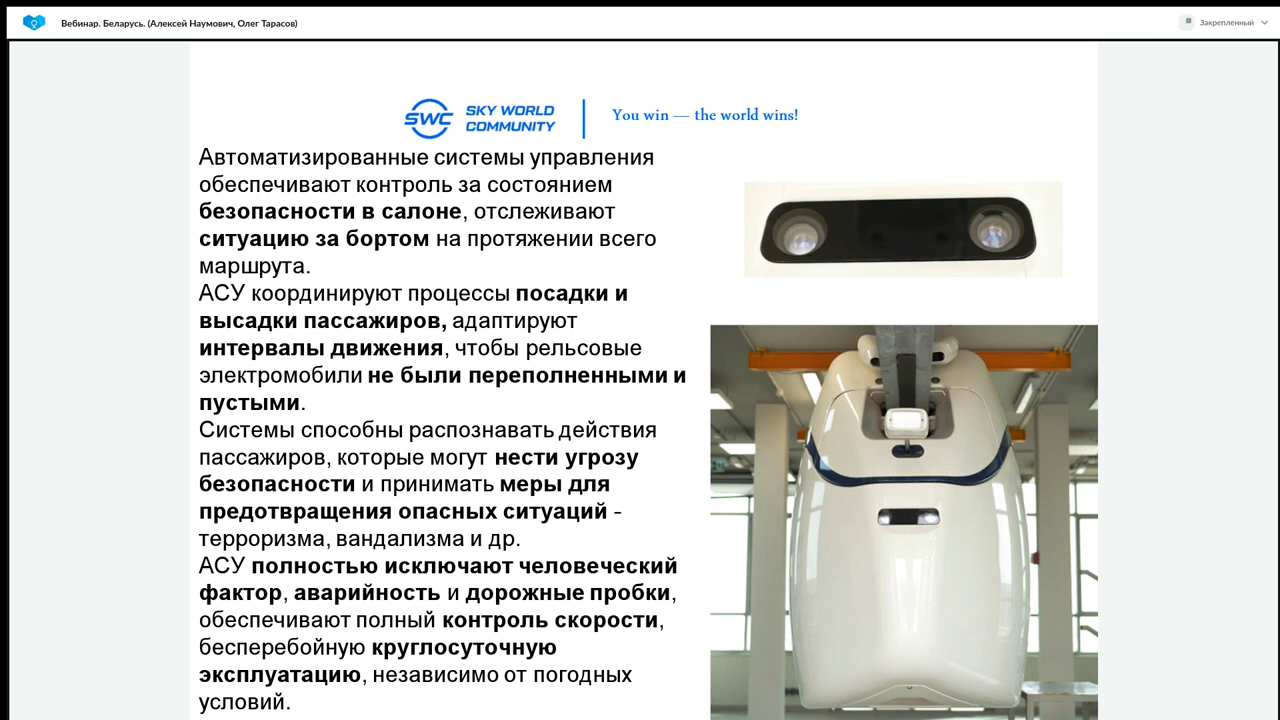 Вебинар. Беларусь. (Алексей Наумович, Олег Тарасов)
Закрепленный
SWC
SKY WORLD
COMMUNITY
You win — the world wins!
Автоматизированные системы управления
обеспечивают контроль за состоянием
безопасности в салоне, отслеживают
ситуацию за бортом на протяжении всего
маршрута.
АСУ координируют процессы посадки и
высадки пассажиров, адаптируют
интервалы движения, чтобы рельсовые
электромобили не были переполненными и
пустыми.
Системы способны распознавать действия
пассажиров, которые могут нести угрозу
безопасности и принимать меры для
предотвращения опасных ситуаций -
терроризма, вандализма и др.
АСУ полностью исключают человеческий
фактор, аварийность и дорожные пробки,
обеспечивают полный контроль скорости,
бесперебойную круглосуточную
эксплуатацию, независимо от погодных
условий.